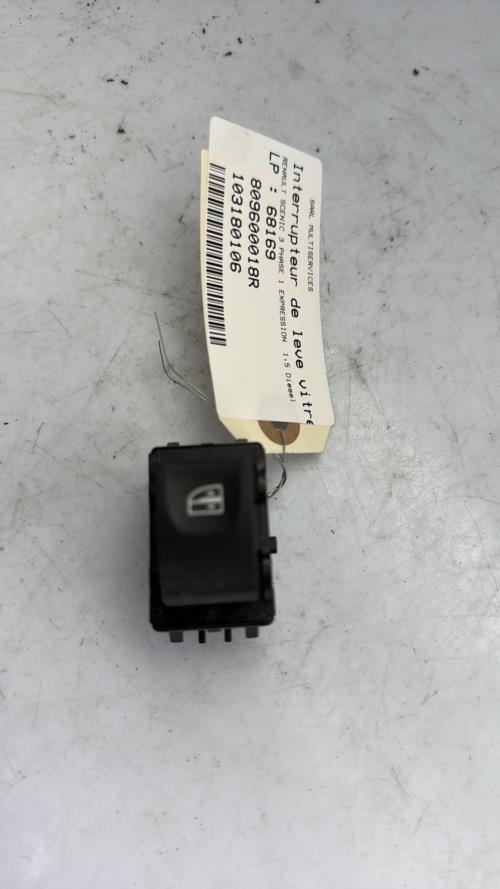 SARL MULTISERVICES
Interrupteur de leve vitre
RENAULT SCENIC 3 PHASE 1 EXPRESSION 1.5 Diesel
LP : 68169
809600018R
103180106